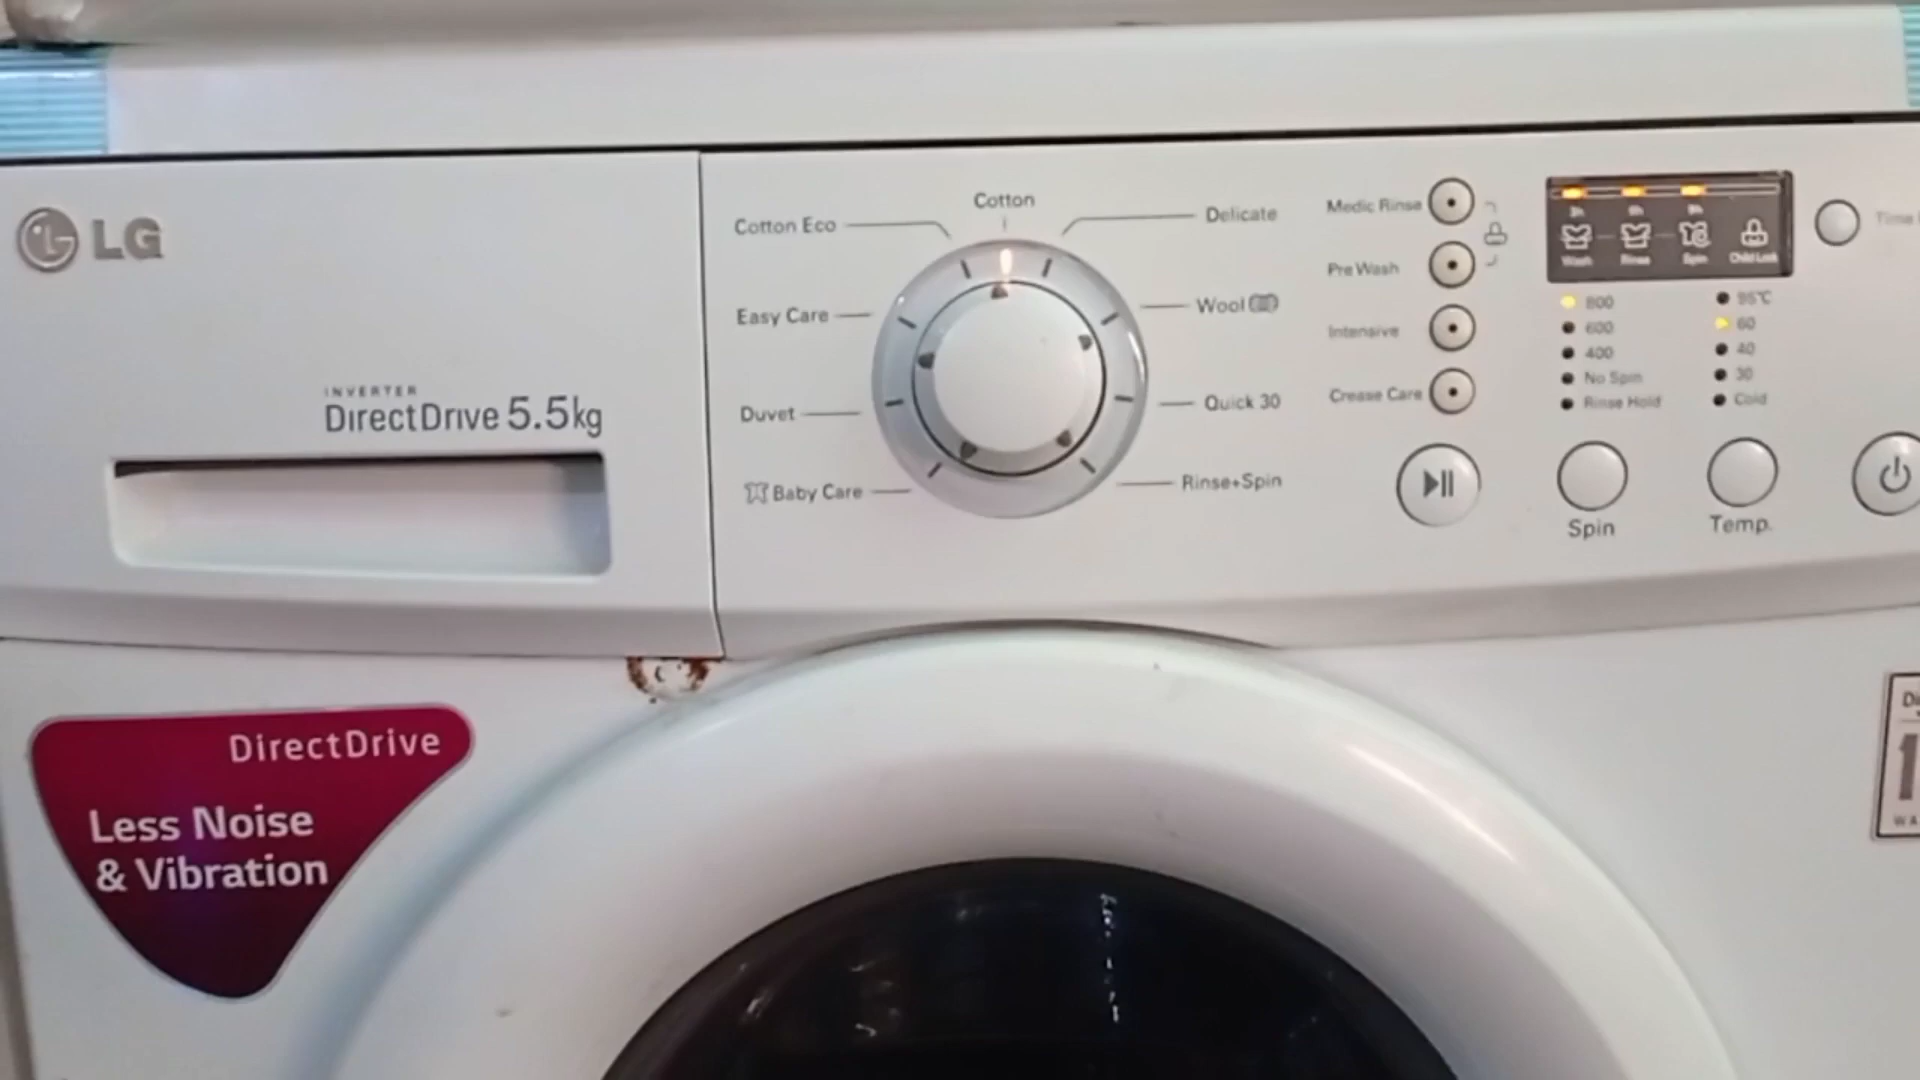 LG
INVERTER
DirectDrive 5.5kg
Cotton
Cotton Eco
Delicate
Easy Care
Wool
Duvet
Quick 30
Baby Care
Rinse+Spin
Medic Rinse
Pre Wash
Intensive
Crease Care
Wash
Rinse
Spin
Child Lock
Time
800
95°C
600
60
400
40
No Spin
30
Rinse Hold
Cold
Spin
Temp.
DirectDrive
Less Noise
& Vibration